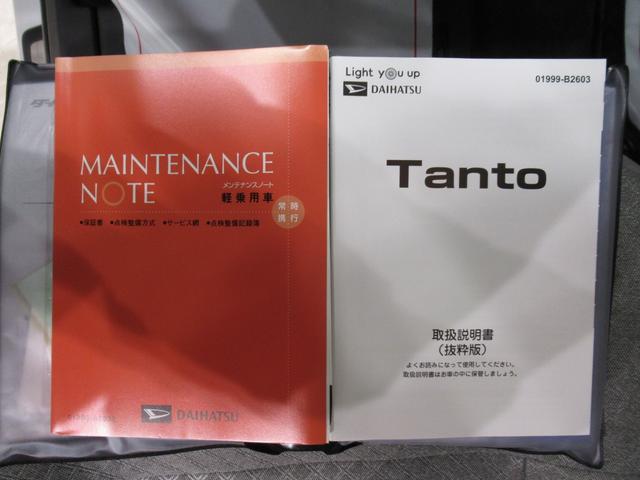 MAINTENANCE
NOTE
メンテナンスノート
軽乗用車
常時
携行
●保証書 ●点検整備方式 ●サービス網 ●点検整備記録簿
DAIHATSU
Light you up
DAIHATSU
01999-B2603
Tanto
取扱説明書
(抜粋版)
よくお読みになって使用してください。
取扱説明書はお車の中に保管しましょう。